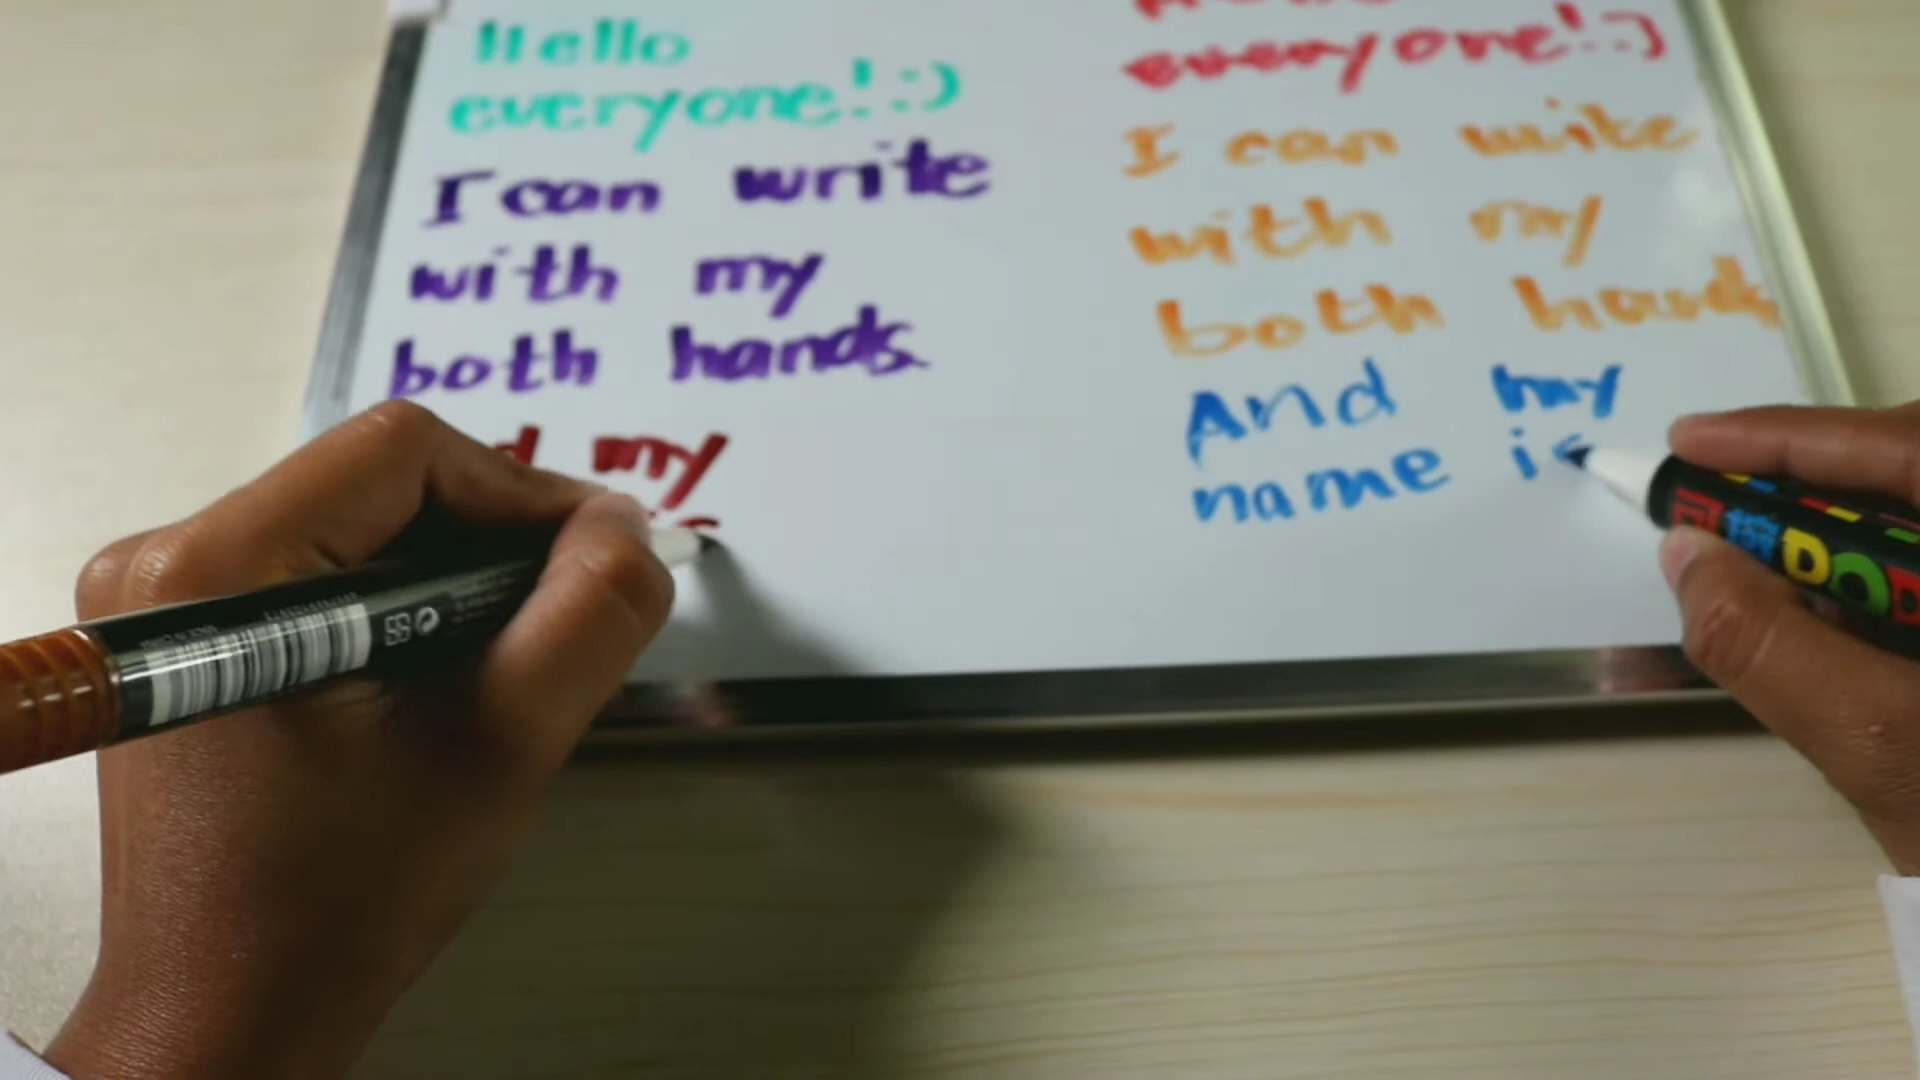 Hello
everyone! :)
I can write
with my
both hands.
my
everyone! :)
I can write
with my
both hands
And my
name is